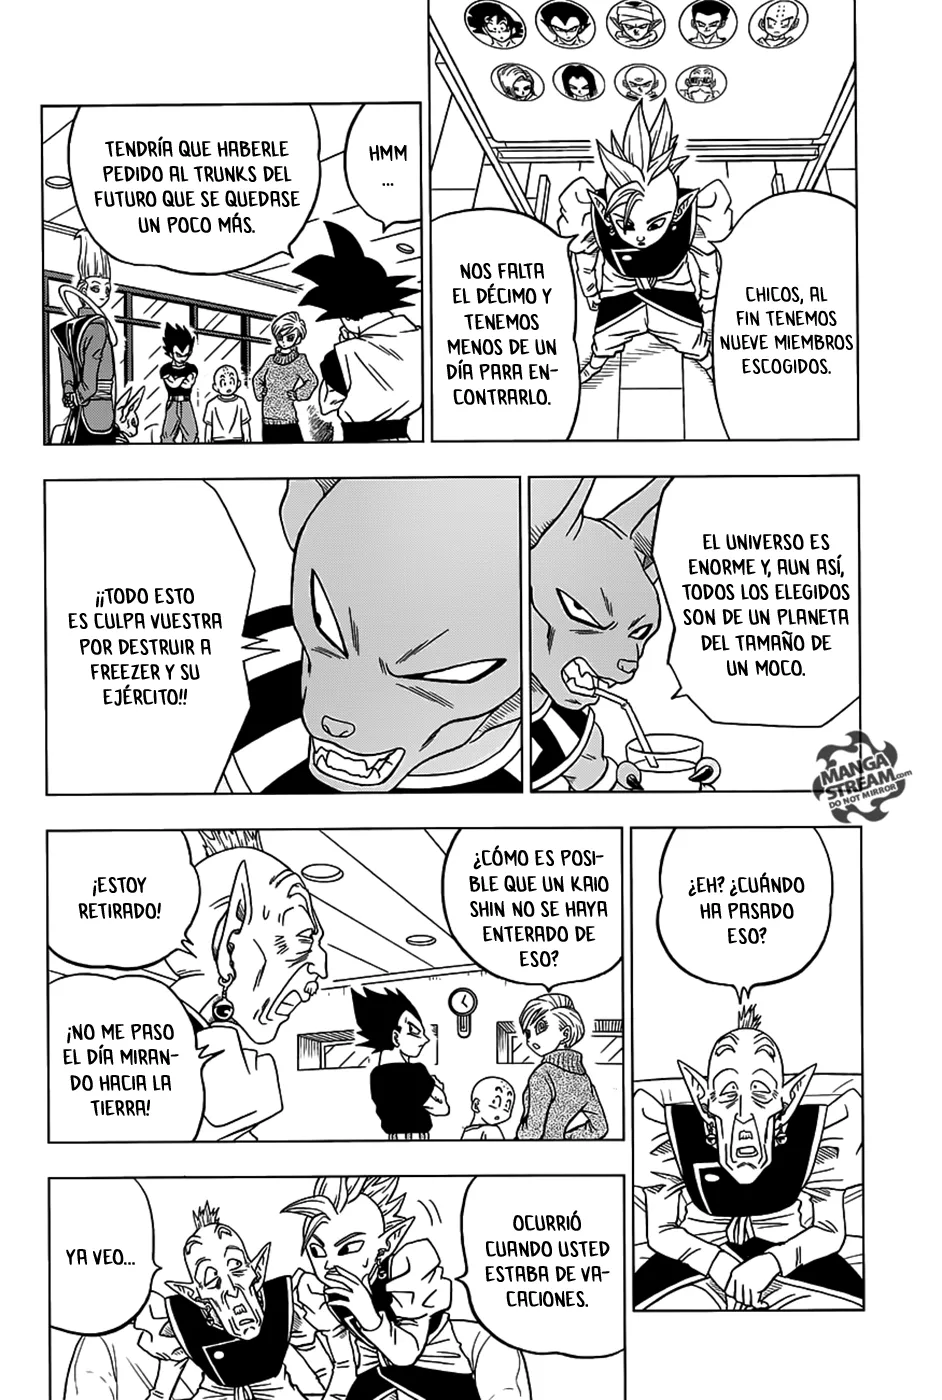 CHICOS, AL
FIN TENEMOS
NUEVE MIEMBROS
ESCOGIDOS.
NOS FALTA
EL DÉCIMO Y
TENEMOS
MENOS DE UN
DÍA PARA EN-
CONTRARLO.
HMM
...
TENDRÍA QUE HABERLE
PEDIDO AL TRUNKS DEL
FUTURO QUE SE QUEDASE
UN POCO MÁS.
EL UNIVERSO ES
ENORME Y, AUN ASÍ,
TODOS LOS ELEGIDOS
SON DE UN PLANETA
DEL TAMAÑO DE
UN MOCO.
¡¡TODO ESTO
ES CULPA VUESTRA
POR DESTRUIR A
FREEZER Y SU
EJÉRCITO!!
MANGA
STREAM.com
DO NOT MIRROR
¿EH? ¿CUÁNDO
HA PASADO
ESO?
¿CÓMO ES POSI-
BLE QUE UN KAIO
SHIN NO SE HAYA
ENTERADO DE
ESO?
¡ESTOY
RETIRADO!
¡NO ME PASO
EL DÍA MIRAN-
DO HACIA LA
TIERRA!
OCURRIÓ
CUANDO USTED
ESTABA DE VA-
CACIONES.
YA VEO...